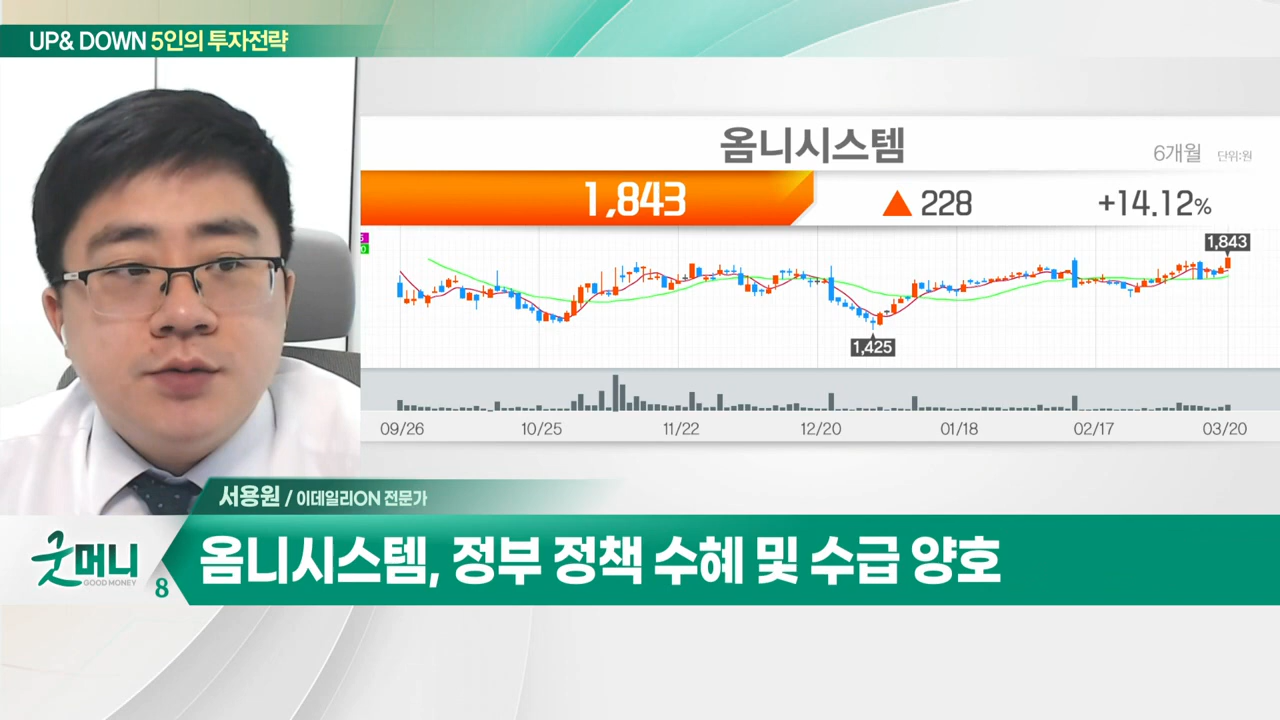 UP& DOWN 5인의 투자전략
옴니시스템
6개월 단위:원
1,843 ▲ 228 +14.12%
1,843
1,425
09/26 10/25 11/22 12/20 01/18 02/17 03/20
서용원 / 이데일리ON 전문가
굿머니
GOOD MONEY
8
옴니시스템, 정부 정책 수혜 및 수급 양호